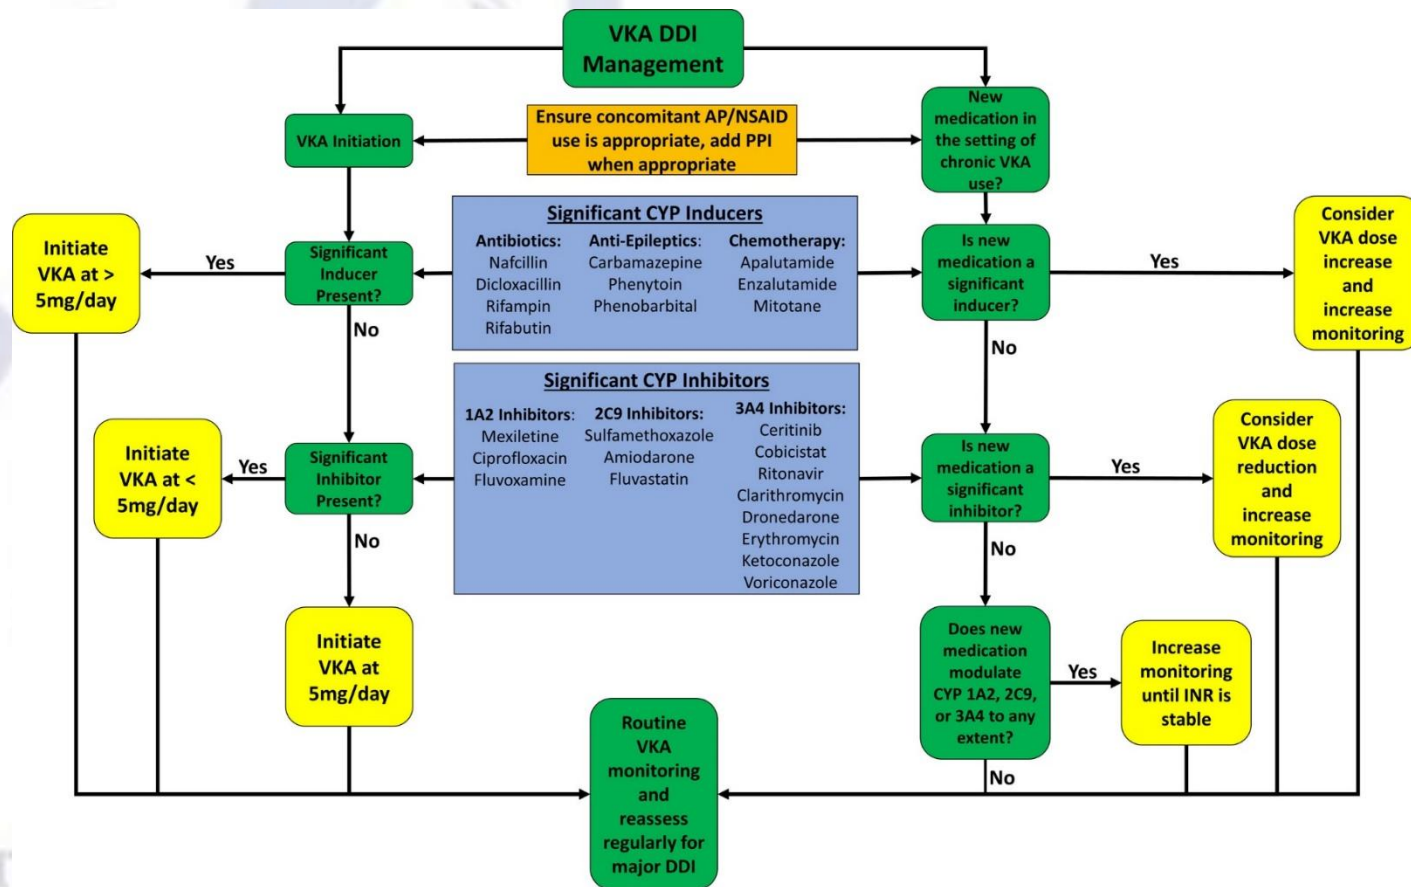 VKA DDI
Management
VKA Initiation
Ensure concomitant AP/NSAID
use is appropriate, add PPI
when appropriate
New
medication in
the setting of
chronic VKA
use?
Initiate
VKA at >
5mg/day
Yes
Significant
Inducer
Present?
No
Significant CYP Inducers
Antibiotics:
Nafcillin
Dicloxacillin
Rifampin
Rifabutin
Anti-Epileptics:
Carbamazepine
Phenytoin
Phenobarbital
Chemotherapy:
Apalutamide
Enzalutamide
Mitotane
Is new
medication a
significant
inducer?
Yes
No
Consider
VKA dose
increase
and
increase
monitoring
Initiate
VKA at <
5mg/day
Yes
Significant
Inhibitor
Present?
No
Significant CYP Inhibitors
1A2 Inhibitors:
Mexiletine
Ciprofloxacin
Fluvoxamine
2C9 Inhibitors:
Sulfamethoxazole
Amiodarone
Fluvastatin
3A4 Inhibitors:
Ceritinib
Cobicistat
Ritonavir
Clarithromycin
Dronedarone
Erythromycin
Ketoconazole
Voriconazole
Is new
medication a
significant
inhibitor?
Yes
No
Consider
VKA dose
reduction
and
increase
monitoring
Initiate
VKA at
5mg/day
Does new
medication
modulate
CYP 1A2, 2C9,
or 3A4 to any
extent?
Yes
No
Increase
monitoring
until INR is
stable
Routine
VKA
monitoring
and
reassess
regularly for
major DDI